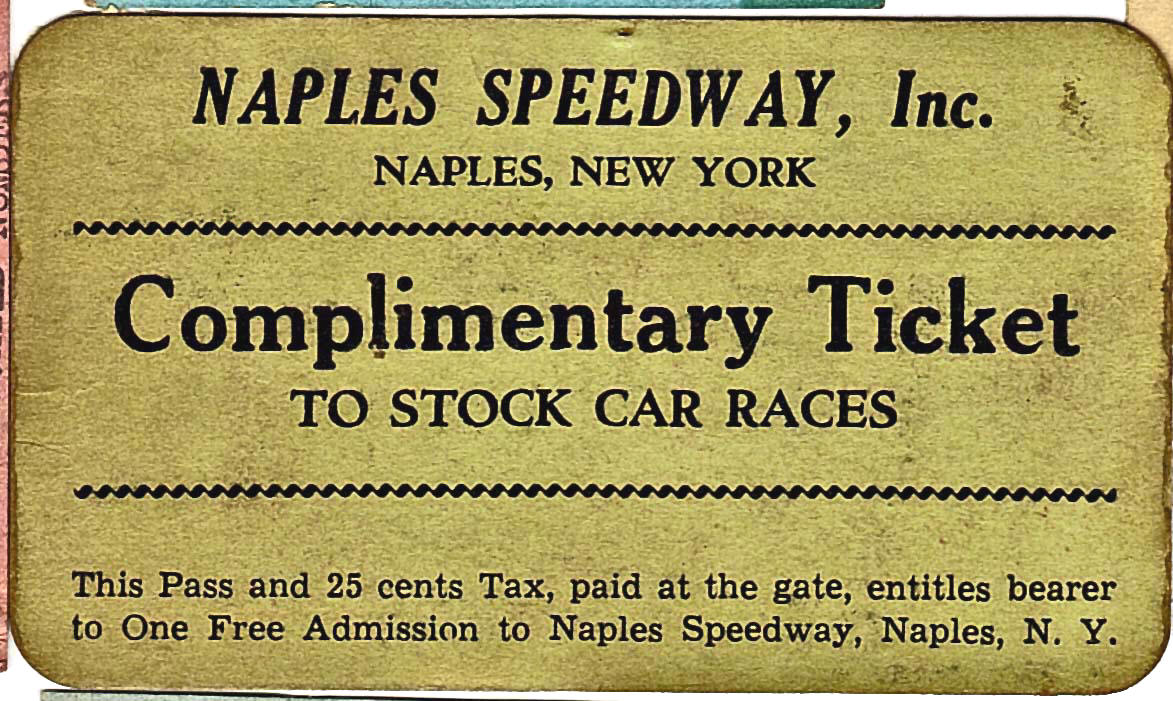 NAPLES SPEEDWAY, Inc.
NAPLES, NEW YORK
Complimentary Ticket
TO STOCK CAR RACES
This Pass and 25 cents Tax, paid at the gate, entitles bearer
to One Free Admission to Naples Speedway, Naples, N. Y.